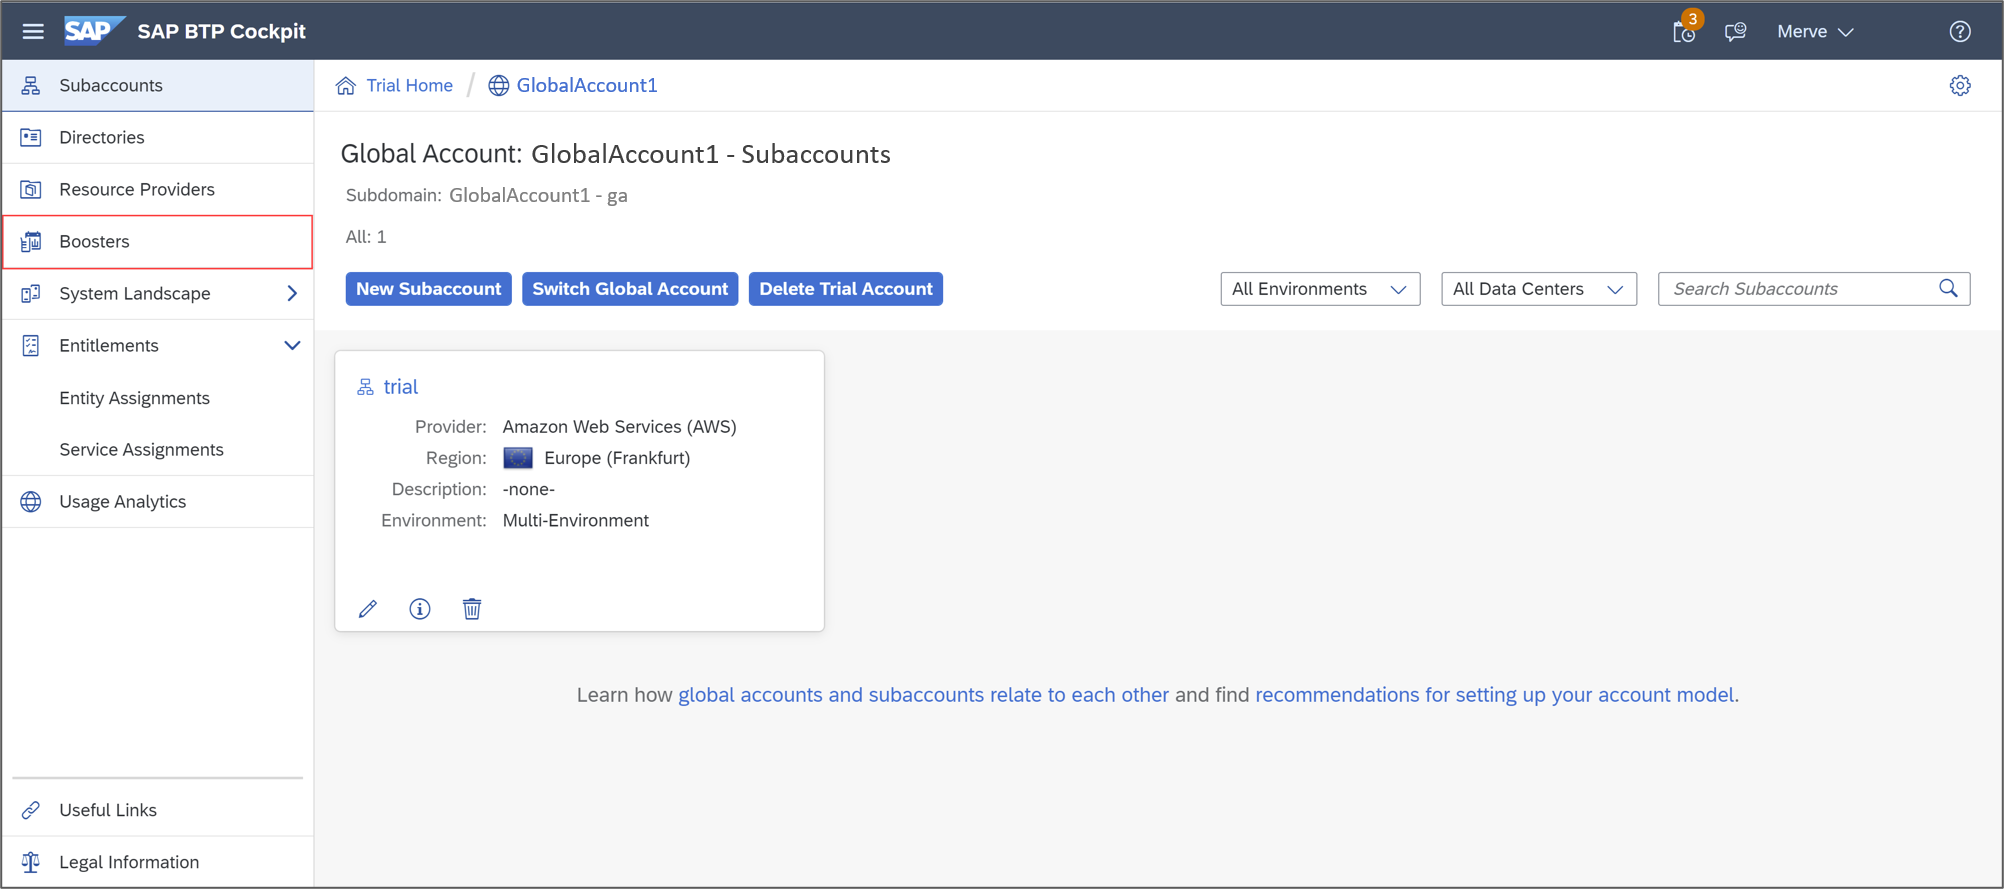 SAP SAP BTP Cockpit
3
Merve
Subaccounts
Directories
Resource Providers
Boosters
System Landscape
Entitlements
Entity Assignments
Service Assignments
Usage Analytics
Useful Links
Legal Information
Trial Home / GlobalAccount1
Global Account: GlobalAccount1 - Subaccounts
Subdomain: GlobalAccount1 - ga
All: 1
New Subaccount Switch Global Account Delete Trial Account All Environments All Data Centers Search Subaccounts
trial
Provider: Amazon Web Services (AWS)
Region: Europe (Frankfurt)
Description: -none-
Environment: Multi-Environment
Learn how global accounts and subaccounts relate to each other and find recommendations for setting up your account model.